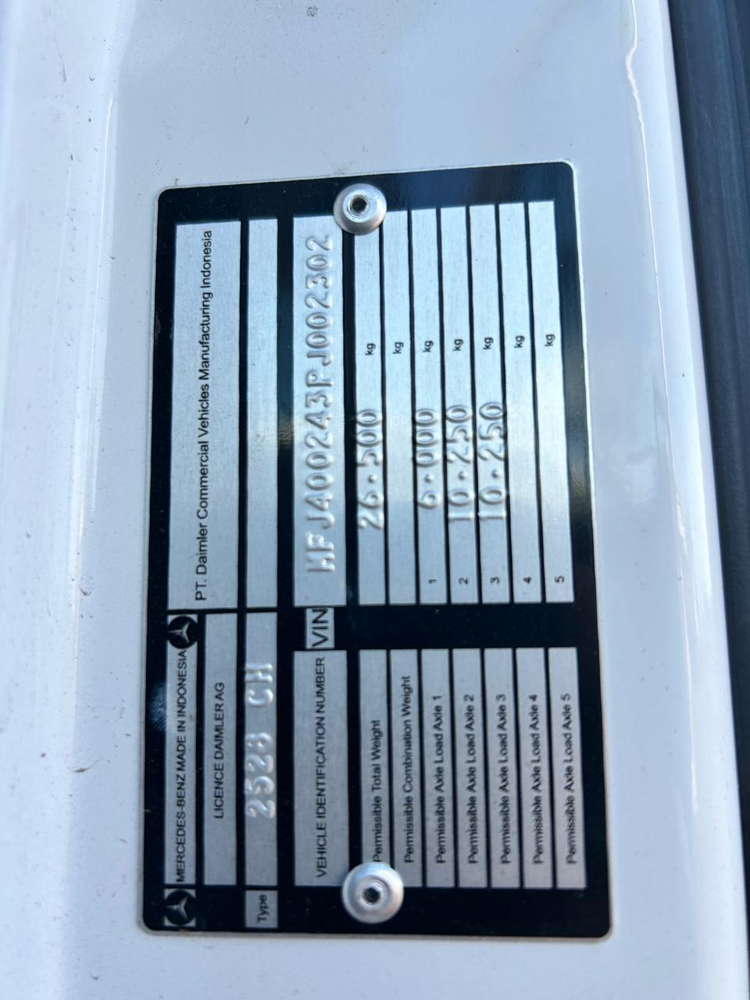 MERCEDES-BENZ MADE IN INDONESIA
PT. Daimler Commercial Vehicles Manufacturing Indonesia
LICENCE DAIMLER AG
Type 2528 CH
VEHICLE IDENTIFICATION NUMBER VIN MFJ400243PJ002302
Permissible Total Weight 26.500 kg
Permissible Combination Weight kg
Permissible Axle Load Axle 1 1 6.000 kg
Permissible Axle Load Axle 2 2 10.250 kg
Permissible Axle Load Axle 3 3 10.250 kg
Permissible Axle Load Axle 4 4 kg
Permissible Axle Load Axle 5 5 kg